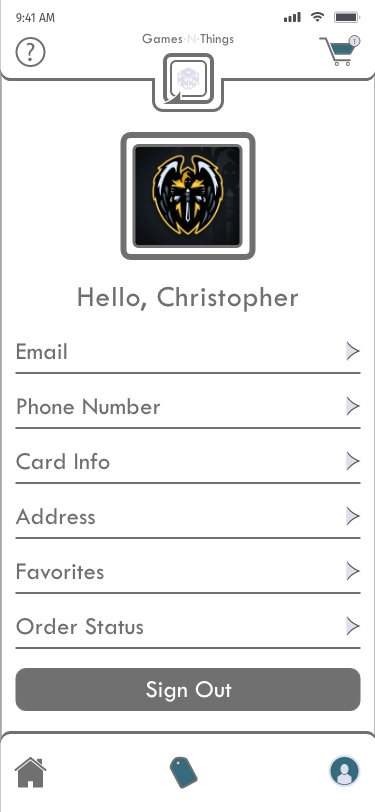 9:41 AM
Games·N·Things
?
1
Hello, Christopher
Email
Phone Number
Card Info
Address
Favorites
Order Status
Sign Out